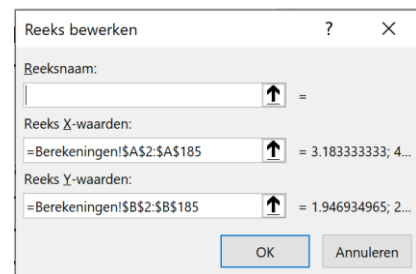 Reeks bewerken ? ×
Reeksnaam:
=
Reeks X-waarden:
=Berekeningen!$A$2:$A$185 = 3.183333333; 4...
Reeks Y-waarden:
=Berekeningen!$B$2:$B$185 = 1.946934965; 2...
OK Annuleren